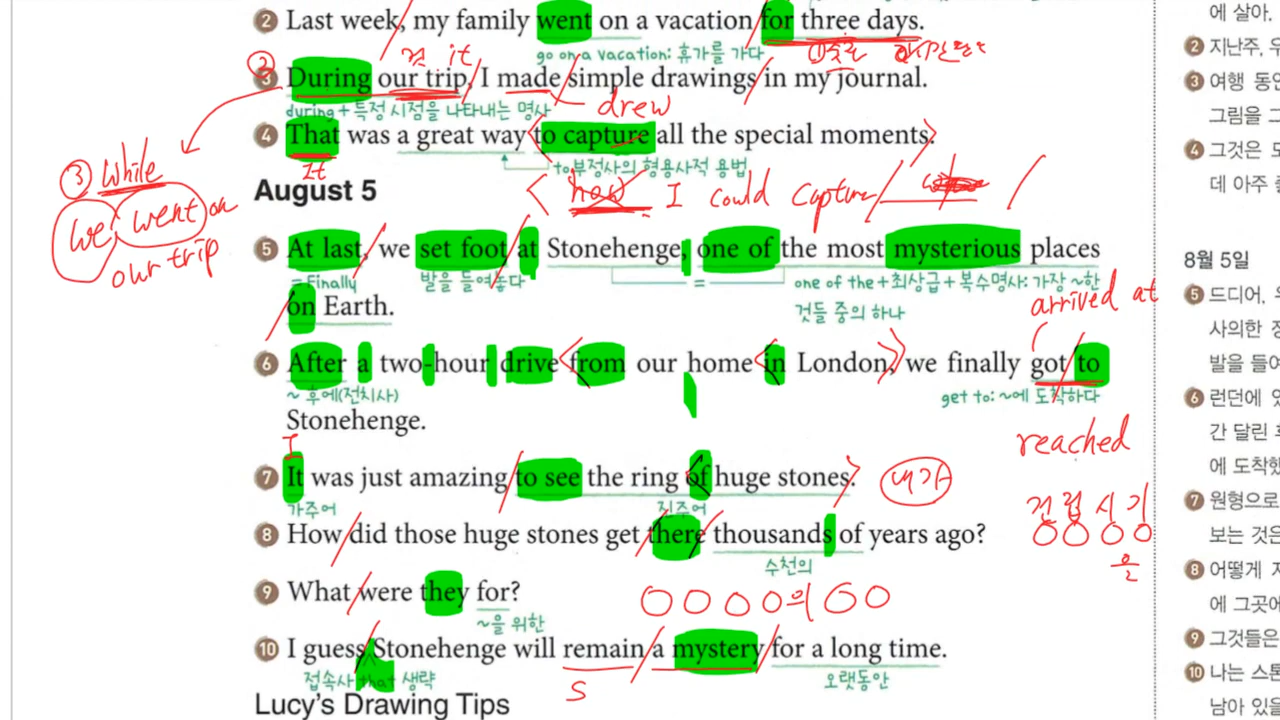 ② Last week, my family went on a vacation for three days.
go on a vacation: 휴가를 가다
it
③ During our trip, I made simple drawings in my journal.
during + 특정 시점을 나타내는 명사
drew
④ That was a great way to capture all the special moments.
It
to부정사의 형용사적 용법
③ While
we went on
our trip
how I could capture
August 5
⑤ At last, we set foot at Stonehenge, one of the most mysterious places
= Finally
발을 들여놓다
=
one of the + 최상급 + 복수명사: 가장 ~한
것들 중의 하나
on Earth.
arrived at
⑥ After a two-hour drive from our home in London, we finally got to
~ 후에(전치사)
get to: ~에 도착하다
Stonehenge.
reached
⑦ It was just amazing to see the ring of huge stones.
가주어
진주어
내가
건립시기
⑧ How did those huge stones get there thousands of years ago?
수천의
을
⑨ What were they for?
~을 위한
의
⑩ I guess Stonehenge will remain a mystery for a long time.
접속사 that 생략
S
오랫동안
Lucy's Drawing Tips
에 살아.
② 지난주, 우
③ 여행 동안
그림을 그
④ 그것은 모
데 아주 좋
8월 5일
⑤ 드디어, 우
사의한 장
발을 들여
⑥ 런던에 있
간 달린 후
에 도착했
⑦ 원형으로
보는 것은
⑧ 어떻게 저
에 그곳에
⑨ 그것들은
⑩ 나는 스톤
남아 있을